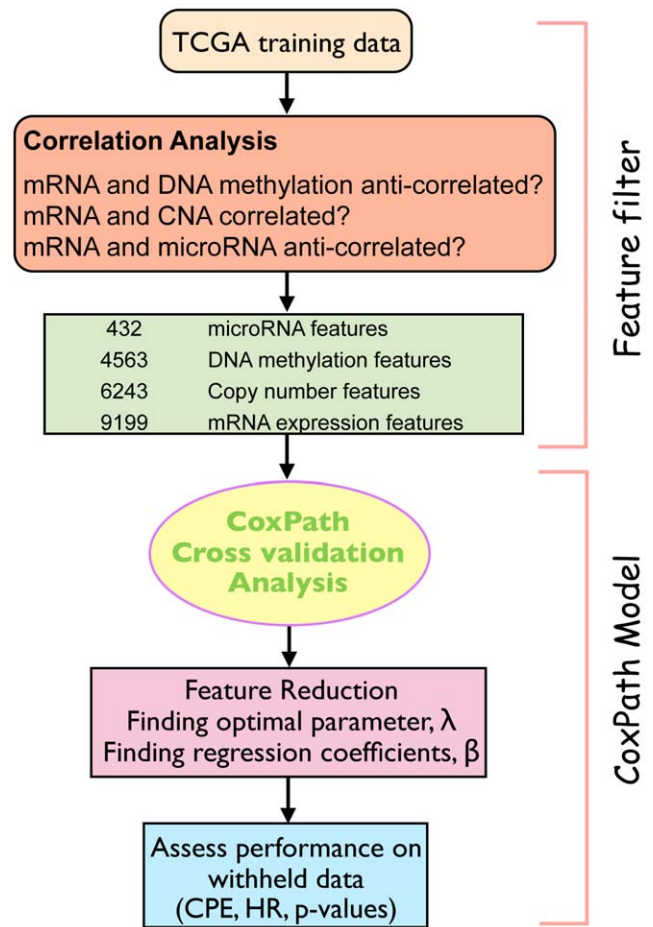 TCGA training data
Correlation Analysis
mRNA and DNA methylation anti-correlated?
mRNA and CNA correlated?
mRNA and microRNA anti-correlated?
432 microRNA features
4563 DNA methylation features
6243 Copy number features
9199 mRNA expression features
Feature filter
CoxPath
Cross validation
Analysis
Feature Reduction
Finding optimal parameter, λ
Finding regression coefficients, β
Assess performance on
withheld data
(CPE, HR, p-values)
CoxPath Model